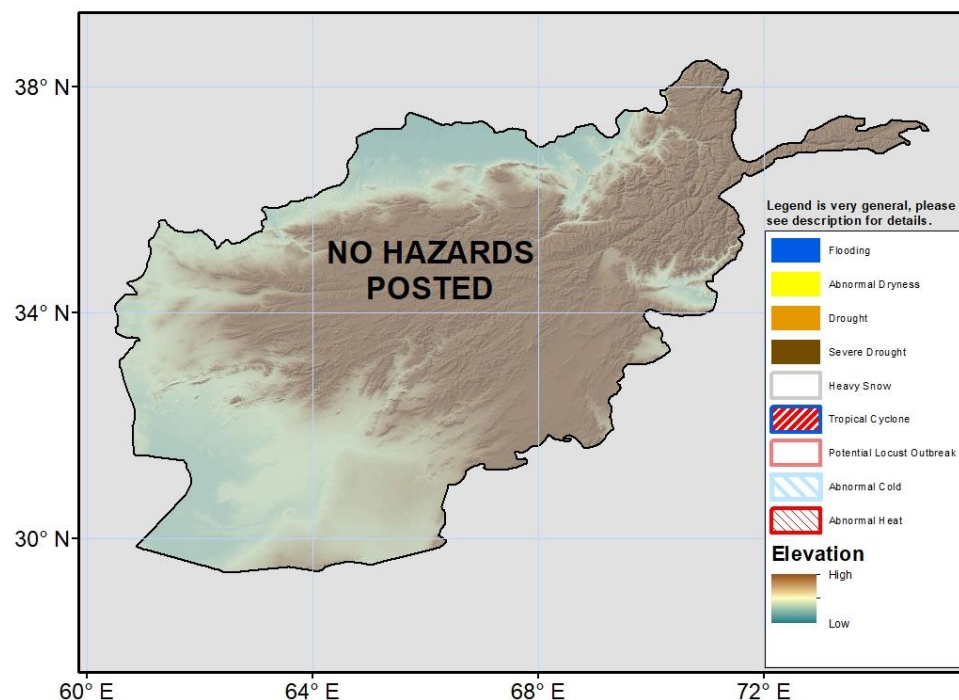 38° N
34° N
30° N
60° E
64° E
68° E
72° E
NO HAZARDS
POSTED
Legend is very general, please
see description for details.
Flooding
Abnormal Dryness
Drought
Severe Drought
Heavy Snow
Tropical Cyclone
Potential Locust Outbreak
Abnormal Cold
Abnormal Heat
Elevation
High
Low